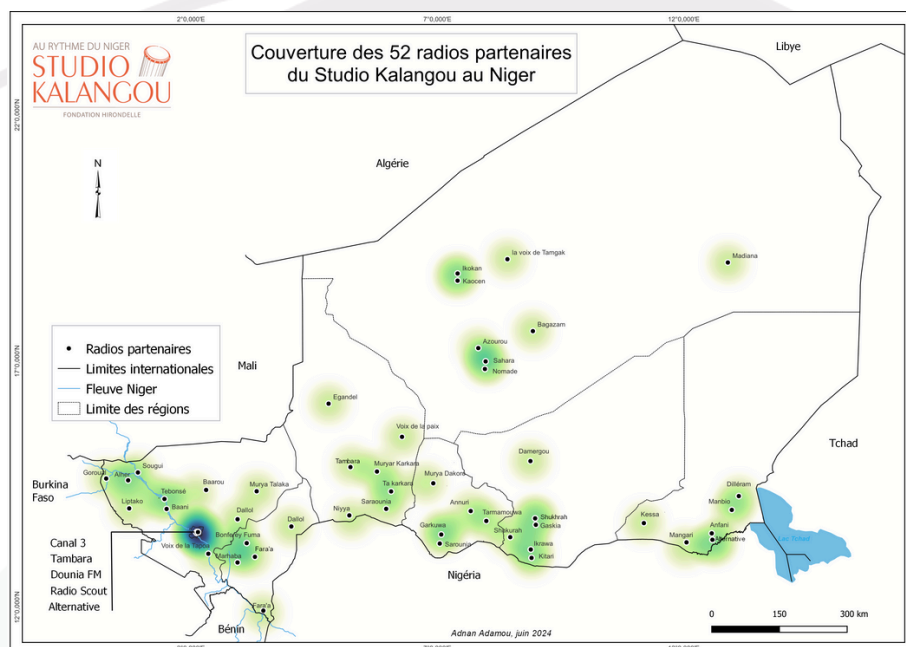 2°0,000'E
7°0,000'E
12°0,000'E
AU RYTHME DU NIGER
STUDIO
KALANGOU
FONDATION HIRONDELLE
Couverture des 52 radios partenaires
du Studio Kalangou au Niger
Libye
22°0,000'N
Algérie
N
la voix de Tamgak
Madiana
Ikokan
Kaocen
Bagazam
Azourou
Sahara
Nomade
17°0,000'N
Radios partenaires
Limites internationales
Fleuve Niger
Limite des régions
Mali
Egandel
Voix de la paix
Tchad
Damergou
Tambara
Muryar Karkara
Murya Dakoro
Sougui
Goroual
Alher
Burkina
Faso
Baarou
Murya Talaka
Ta karkara
Dilléram
Tebonsé
Liptako
Baani
Saraounia
Niyya
Manbio
Dallol
Dallol
Annuri
Tarmamouwa
Shukhrah
Gaskia
Kessa
Garkuwa
Sarounia
Shakurah
Anfani
Mangari
Lac Tchad
Canal 3
Tambara
Dounia FM
Radio Scout
Alternative
Voix de la Tapoa
Bonferey Fuma
Fara'a
Marhaba
Ikrawa
Kitari
Nigéria
Fara'a
Bénin
12°0,000'N
0
150
300 km
Adnan Adamou, juin 2024